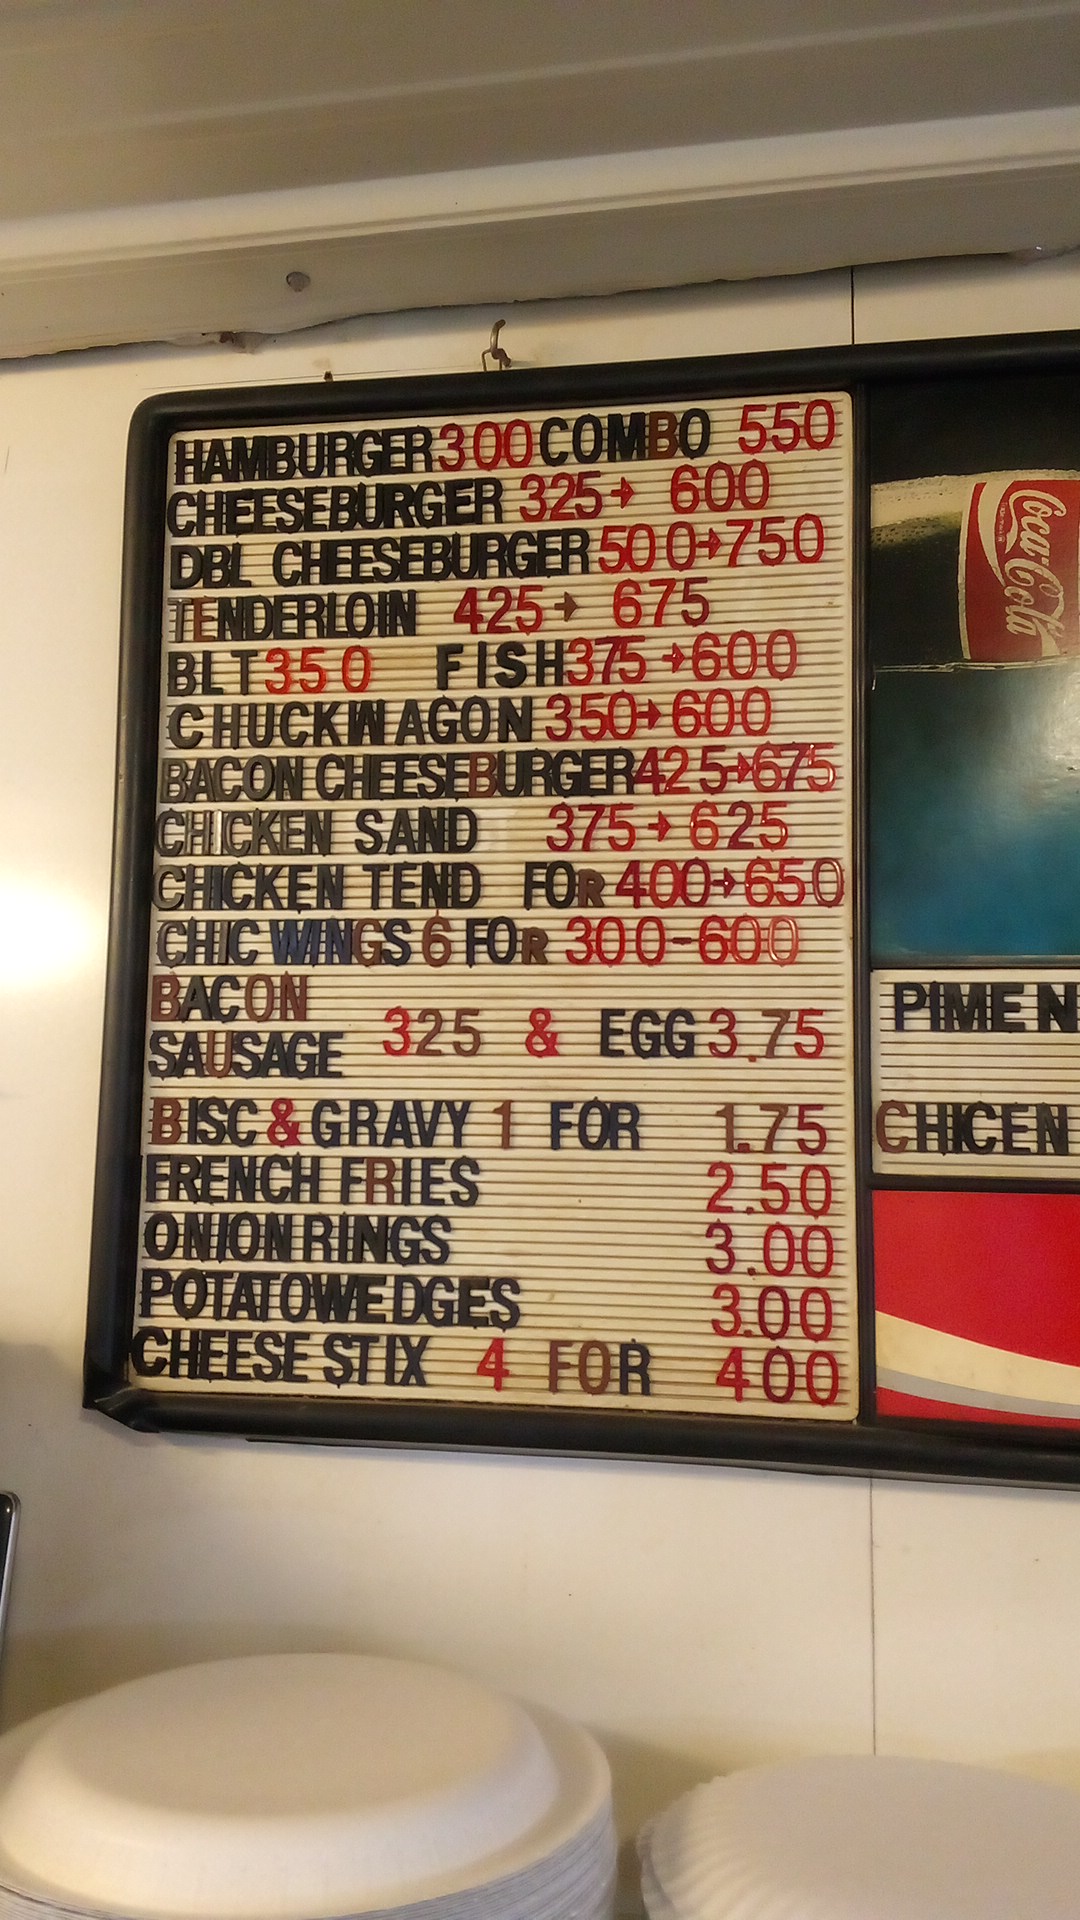 HAMBURGER 300 COMBO 550
CHEESEBURGER 325→ 600
DBL CHEESEBURGER 500→750
TENDERLOIN 425→ 675
BLT 350 FISH 375→600
CHUCKWAGON 350→600
BACON CHEESEBURGER 425→675
CHICKEN SAND 375→625
CHICKEN TEND FOR 400→650
CHIC WINGS 6 FOR 300-600
BACON
SAUSAGE 325 & EGG 3.75
BISC & GRAVY 1 FOR 1.75
FRENCH FRIES 2.50
ONION RINGS 3.00
POTATO WEDGES 3.00
CHEESE STIX 4 FOR 400
Coca-Cola
PIMEN
CHICEN